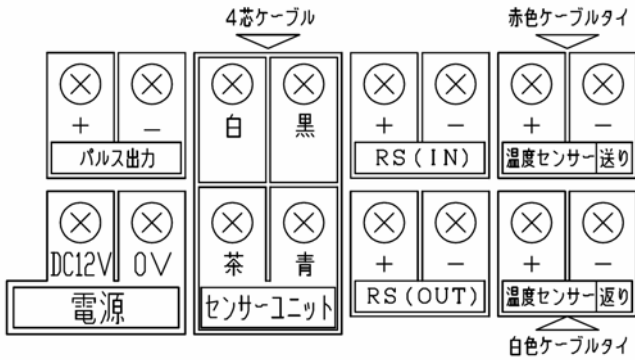 4芯ケーブル
赤色ケーブルタイ
+ − 白 黒 + − + −
パルス出力 RS(IN) 温度センサー 送り
DC12V 0V 茶 青 + − + −
電源 センサーユニット RS(OUT) 温度センサー 返り
白色ケーブルタイ